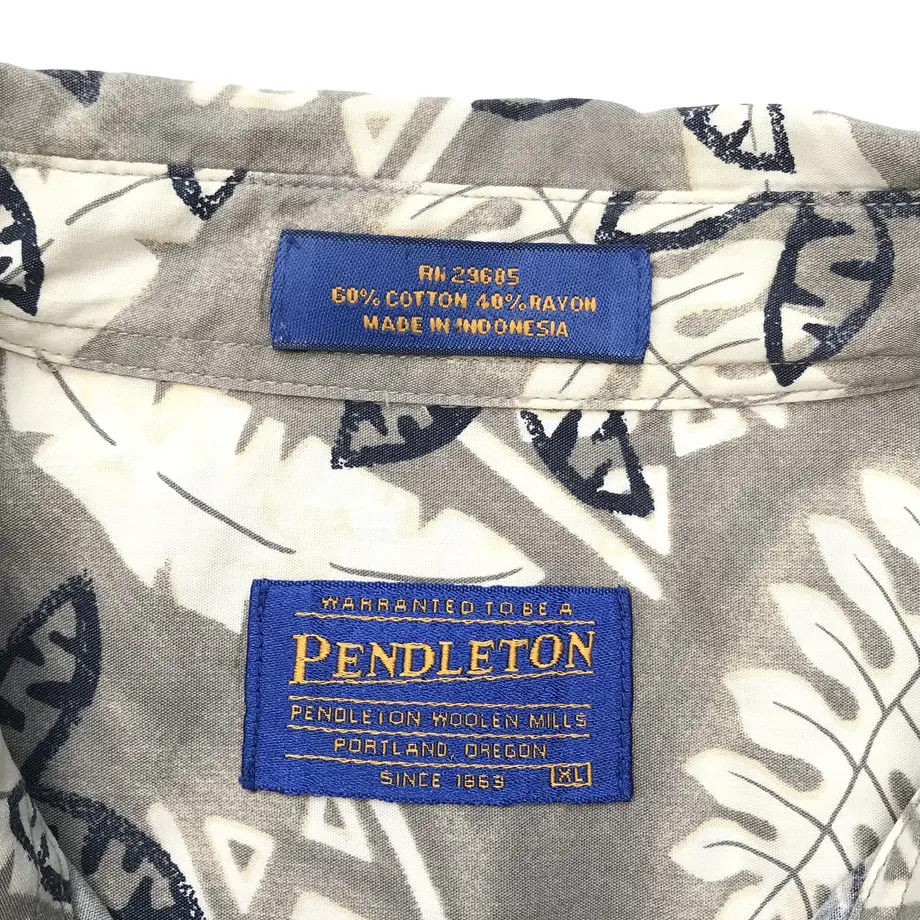 RN 29685
60% COTTON 40% RAYON
MADE IN INDONESIA
WARRANTED TO BE A
PENDLETON
PENDLETON WOOLEN MILLS
PORTLAND, OREGON
SINCE 1863 XL